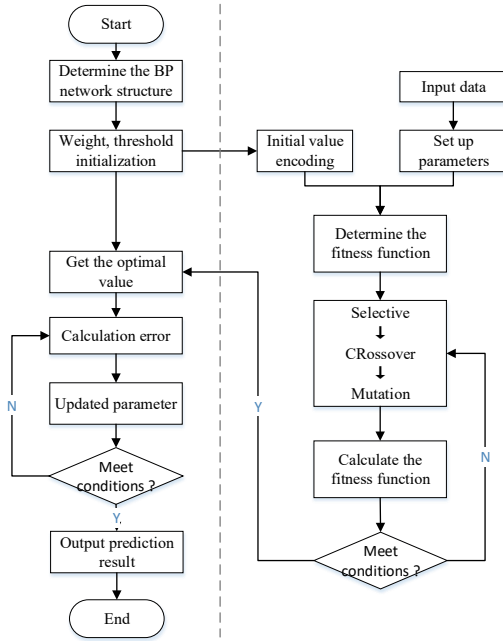 Start
Determine the BP
network structure
Weight, threshold
initialization
Get the optimal
value
Calculation error
Updated parameter
N
Meet
conditions ?
Y
Output prediction
result
End
Input data
Initial value
encoding
Set up
parameters
Determine the
fitness function
Selective
CRossover
Mutation
Y
N
Calculate the
fitness function
Meet
conditions ?